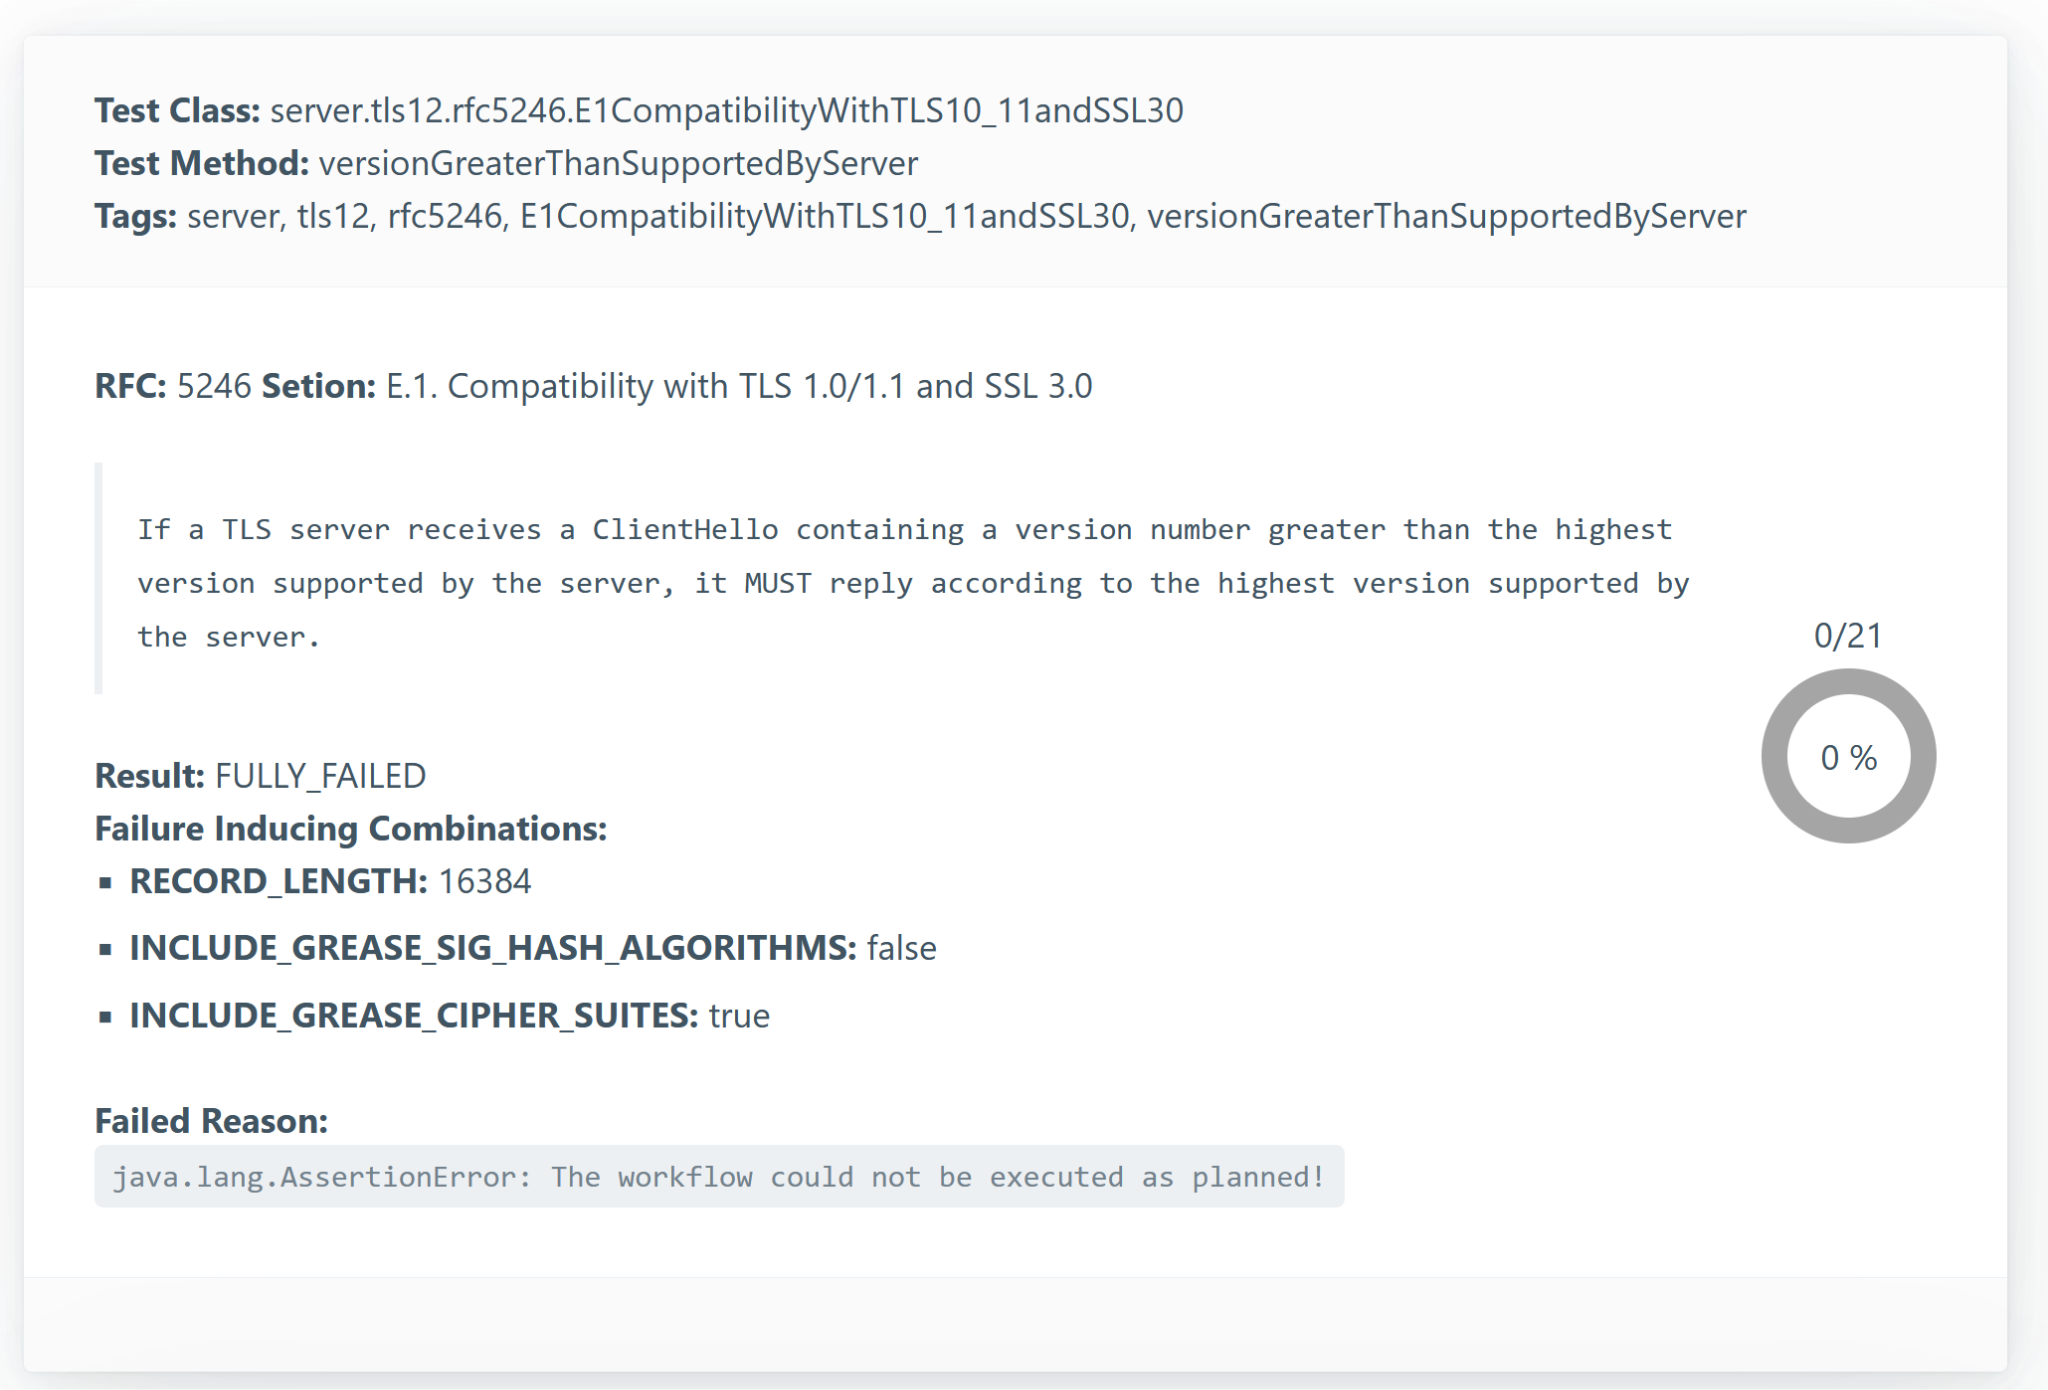 Test Class: server.tls12.rfc5246.E1CompatibilityWithTLS10_11andSSL30
Test Method: versionGreaterThanSupportedByServer
Tags: server, tls12, rfc5246, E1CompatibilityWithTLS10_11andSSL30, versionGreaterThanSupportedByServer
RFC: 5246 Setion: E.1. Compatibility with TLS 1.0/1.1 and SSL 3.0
If a TLS server receives a ClientHello containing a version number greater than the highest
version supported by the server, it MUST reply according to the highest version supported by
the server.
0/21
0 %
Result: FULLY_FAILED
Failure Inducing Combinations:
▪ RECORD_LENGTH: 16384
▪ INCLUDE_GREASE_SIG_HASH_ALGORITHMS: false
▪ INCLUDE_GREASE_CIPHER_SUITES: true
Failed Reason:
java.lang.AssertionError: The workflow could not be executed as planned!